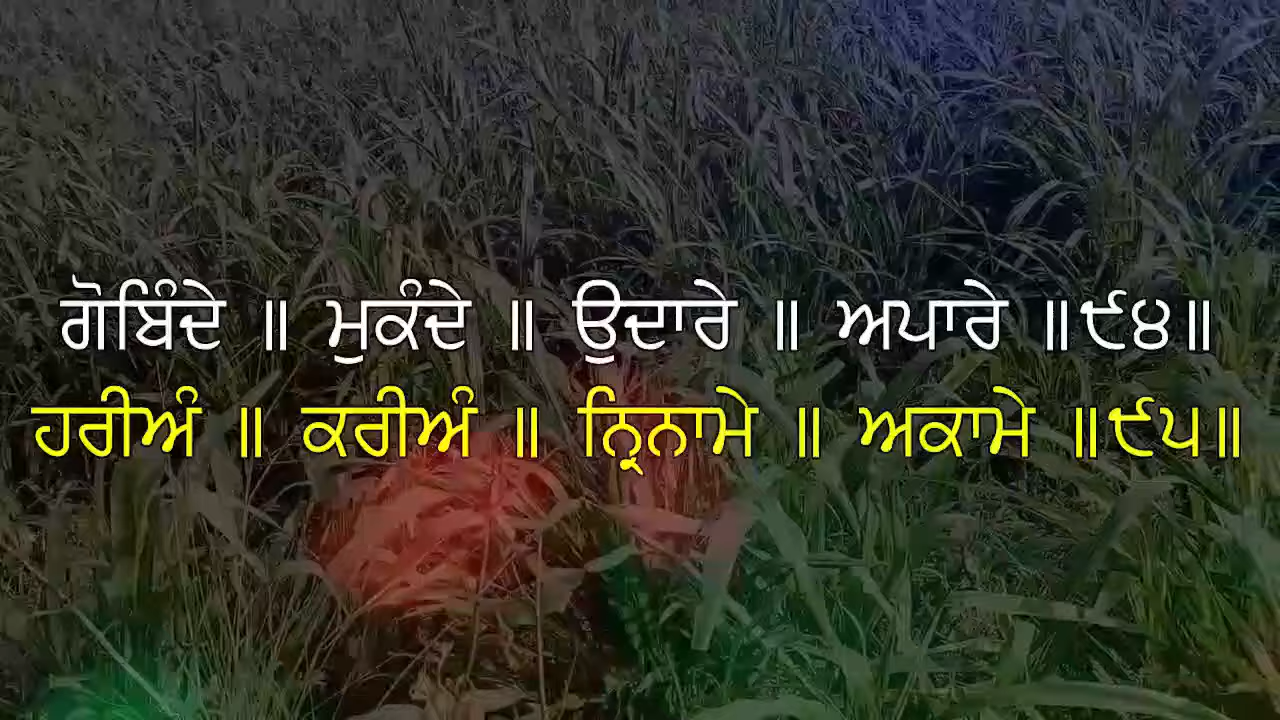 ਗੋਬਿੰਦੇ ॥ ਮੁਕੰਦੇ ॥ ਉਦਾਰੇ ॥ ਅਪਾਰੇ ॥੯੪॥
ਹਰੀਅੰ ॥ ਕਰੀਅੰ ॥ ਨ੍ਰਿਨਾਮੇ ॥ ਅਕਾਮੇ ॥੯੫॥